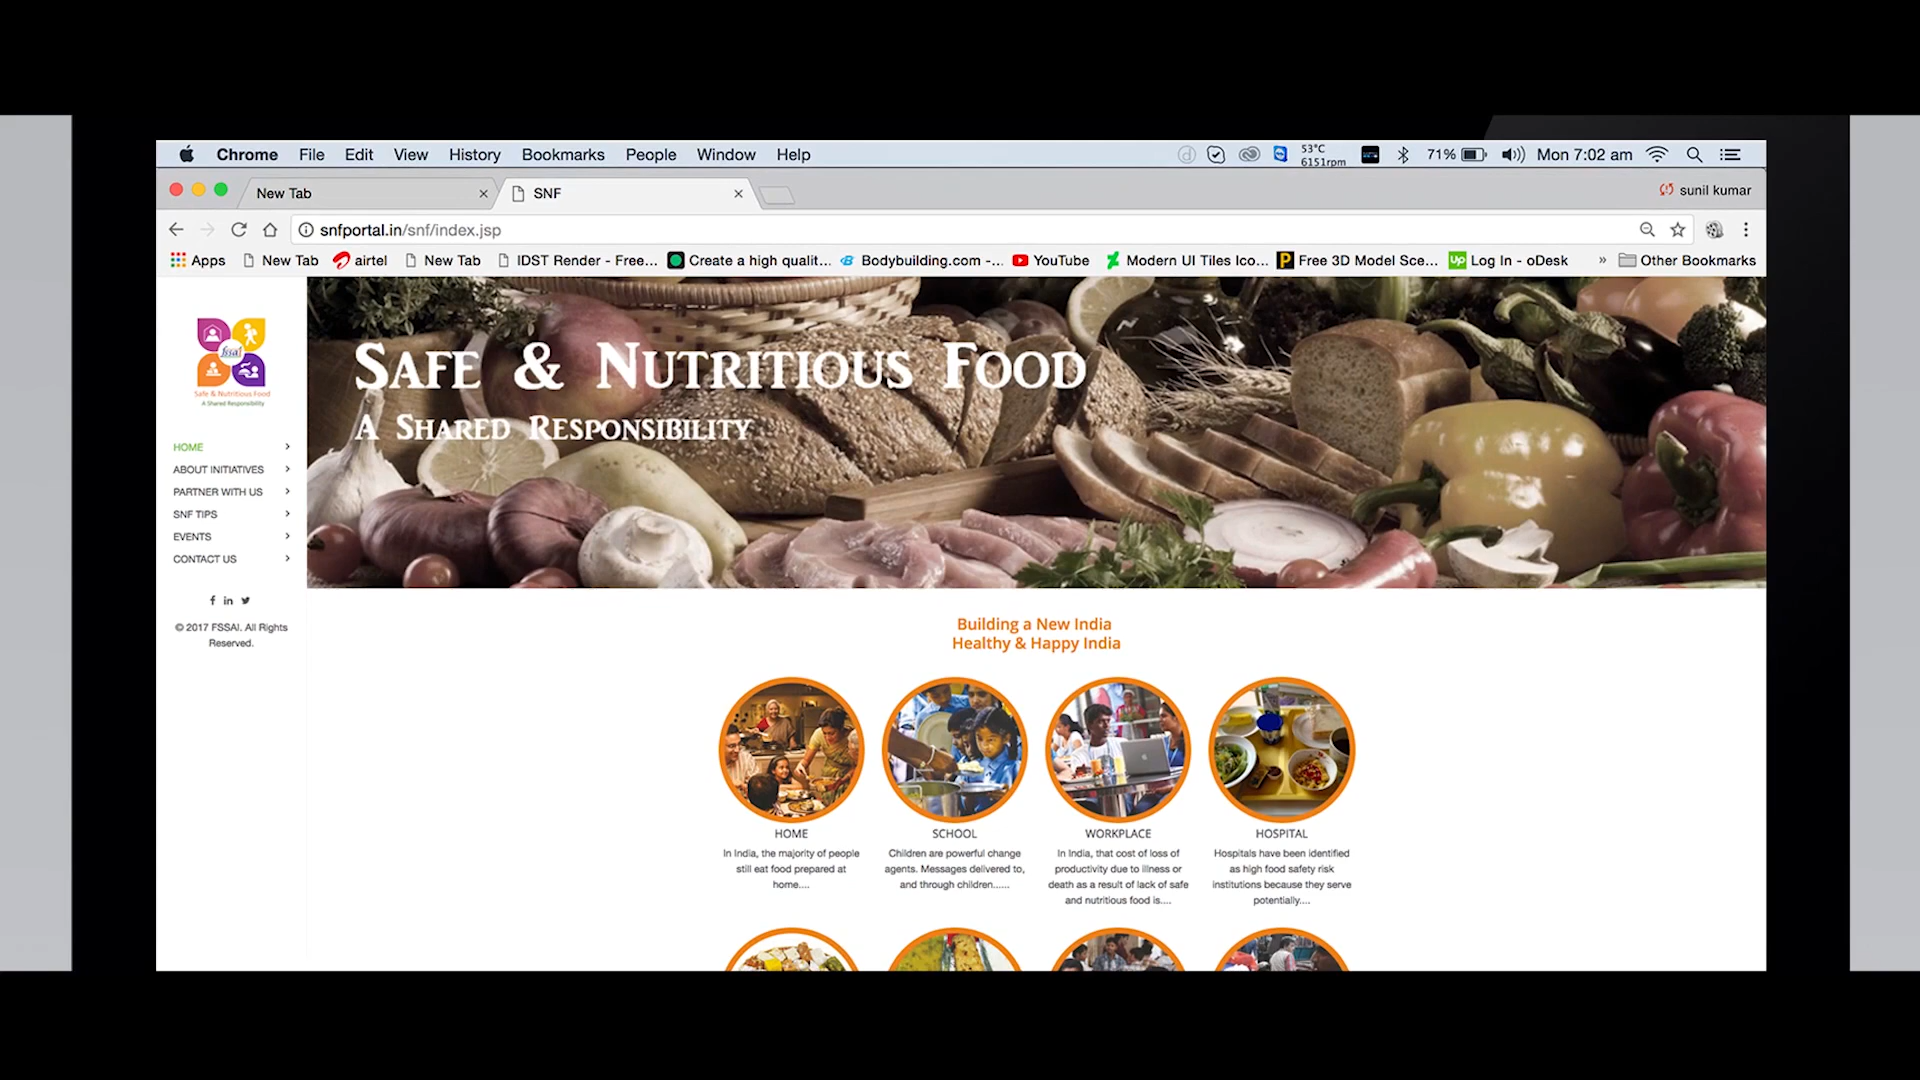 Chrome File Edit View History Bookmarks People Window Help 53°C 6151rpm 71% Mon 7:02 am
New Tab SNF sunil kumar
snfportal.in/snf/index.jsp
Apps New Tab airtel New Tab IDST Render - Free... Create a high qualit... Bodybuilding.com -... YouTube Modern UI Tiles Ico... Free 3D Model Sce... Up Log In - oDesk » Other Bookmarks
fssai
Safe & Nutritious Food
A Shared Responsibility
HOME
ABOUT INITIATIVES
PARTNER WITH US
SNF TIPS
EVENTS
CONTACT US
© 2017 FSSAI. All Rights
Reserved.
SAFE & NUTRITIOUS FOOD
A SHARED RESPONSIBILITY
Building a New India
Healthy & Happy India
HOME
In India, the majority of people
still eat food prepared at
home....
SCHOOL
Children are powerful change
agents. Messages delivered to,
and through children......
WORKPLACE
In India, that cost of loss of
productivity due to illness or
death as a result of lack of safe
and nutritious food is....
HOSPITAL
Hospitals have been identified
as high food safety risk
institutions because they serve
potentially....